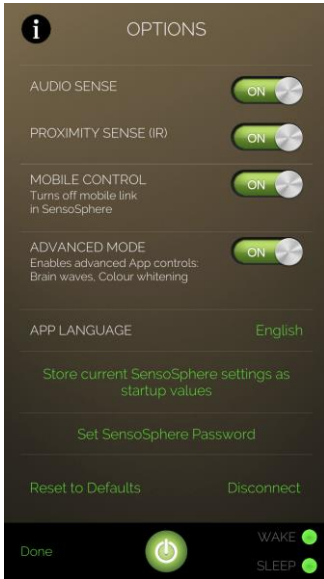 i
OPTIONS
AUDIO SENSE
ON
PROXIMITY SENSE (IR)
ON
MOBILE CONTROL
ON
Turns off mobile link
in SensoSphere
ADVANCED MODE
ON
Enables advanced App controls:
Brain waves, Colour whitening
APP LANGUAGE
English
Store current SensoSphere settings as
startup values
Set SensoSphere Password
Reset to Defaults
Disconnect
Done
WAKE
SLEEP